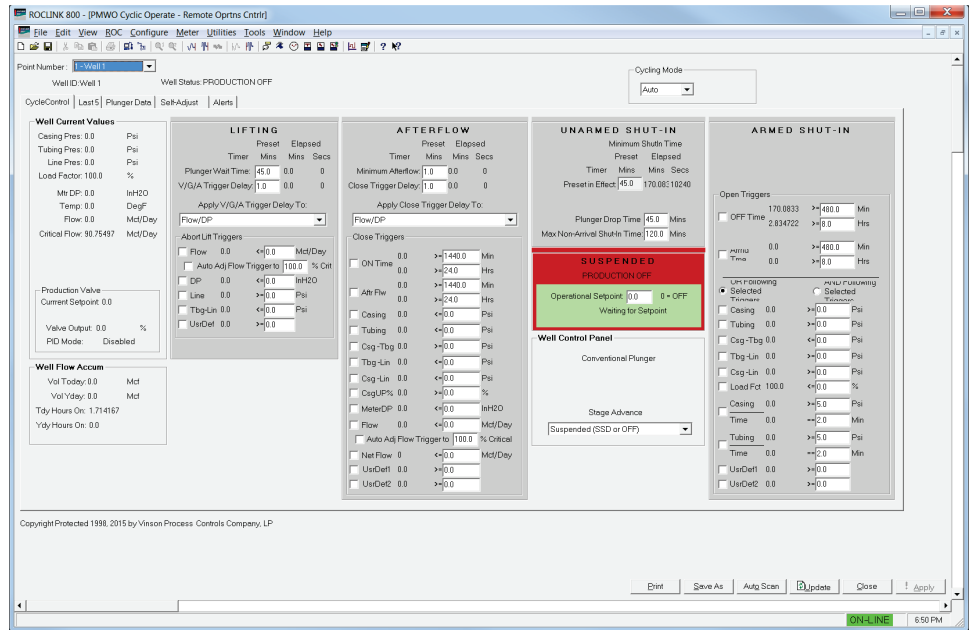 ROCLINK 800 - [PMWO Cyclic Operate - Remote Oprtns Cntrlr]
File Edit View ROC Configure Meter Utilities Tools Window Help
Point Number: 1 - Well 1
Well ID:Well 1 Well Status: PRODUCTION OFF
Cycling Mode
Auto
CycleControl Last 5 Plunger Data Self-Adjust Alerts
Well Current Values
Casing Pres: 0.0 Psi
Tubing Pres: 0.0 Psi
Line Pres: 0.0 Psi
Load Factor: 100.0 %
Mtr DP: 0.0 InH2O
Temp: 0.0 DegF
Flow: 0.0 Mcf/Day
Critical Flow: 90.75497 Mcf/Day
Production Valve
Current Setpoint: 0.0
Valve Output: 0.0 %
PID Mode: Disabled
Well Flow Accum
Vol Today: 0.0 Mcf
Vol Yday: 0.0 Mcf
Tdy Hours On: 1.714167
Ydy Hours On: 0.0
LIFTING
Preset Elapsed
Timer Mins Mins Secs
Plunger Wait Time: 45.0 0.0 0
V/G/A Trigger Delay: 1.0 0.0 0
Apply V/G/A Trigger Delay To:
Flow/DP
Abort Lift Triggers
Flow 0.0 <= 0.0 Mcf/Day
Auto Adj Flow Trigger to 100.0 % Crit
DP 0.0 <= 0.0 InH2O
Line 0.0 >= 0.0 Psi
Tbg-Lin 0.0 <= 0.0 Psi
UsrDef 0.0 >= 0.0
AFTERFLOW
Preset Elapsed
Timer Mins Mins Secs
Minimum Afterflow: 1.0 0.0 0
Close Trigger Delay: 1.0 0.0 0
Apply Close Trigger Delay To:
Flow/DP
Close Triggers
ON Time 0.0 >= 1440.0 Min
0.0 >= 24.0 Hrs
Aftr Flw 0.0 >= 1440.0 Min
0.0 >= 24.0 Hrs
Casing 0.0 <= 0.0 Psi
Tubing 0.0 <= 0.0 Psi
Csg -Tbg 0.0 >= 0.0 Psi
Tbg -Lin 0.0 <= 0.0 Psi
Csg -Lin 0.0 <= 0.0 Psi
CsgUP% 0.0 >= 0.0 %
MeterDP 0.0 <= 0.0 InH2O
Flow 0.0 <= 0.0 Mcf/Day
Auto Adj Flow Trigger to 100.0 % Critical
Net Flow 0 <= 0.0 Mcf/Day
UsrDef1 0.0 >= 0.0
UsrDef2 0.0 >= 0.0
UNARMED SHUT-IN
Minimum ShutIn Time
Preset Elapsed
Timer Mins Mins Secs
Preset in Effect: 45.0 170.083 10240
Plunger Drop Time 45.0 Mins
Max Non-Arrival Shut-In Time: 120.0 Mins
SUSPENDED
PRODUCTION OFF
Operational Setpoint: 0.0 0 = OFF
Waiting for Setpoint
Well Control Panel
Conventional Plunger
Stage Advance
Suspended (SSD or OFF)
ARMED SHUT-IN
Open Triggers
OFF Time 170.0833 >= 480.0 Min
2.834722 >= 8.0 Hrs
0.0 >= 480.0 Min
0.0 >= 8.0 Hrs
OR Following AND Following
Selected Selected
Triggers Triggers
Casing 0.0 >= 0.0 Psi
Tubing 0.0 >= 0.0 Psi
Csg -Tbg 0.0 <= 0.0 Psi
Tbg -Lin 0.0 >= 0.0 Psi
Csg -Lin 0.0 >= 0.0 Psi
Load Fct 100.0 <= 0.0 %
Casing 0.0 >= 5.0 Psi
Time 0.0 == 2.0 Min
Tubing 0.0 >= 5.0 Psi
Time 0.0 == 2.0 Min
UsrDef1 0.0 >= 0.0
UsrDef2 0.0 >= 0.0
Copyright Protected 1998, 2015 by Vinson Process Controls Company, LP
Print Save As Auto Scan Update Close ! Apply
ON-LINE 6:50 PM